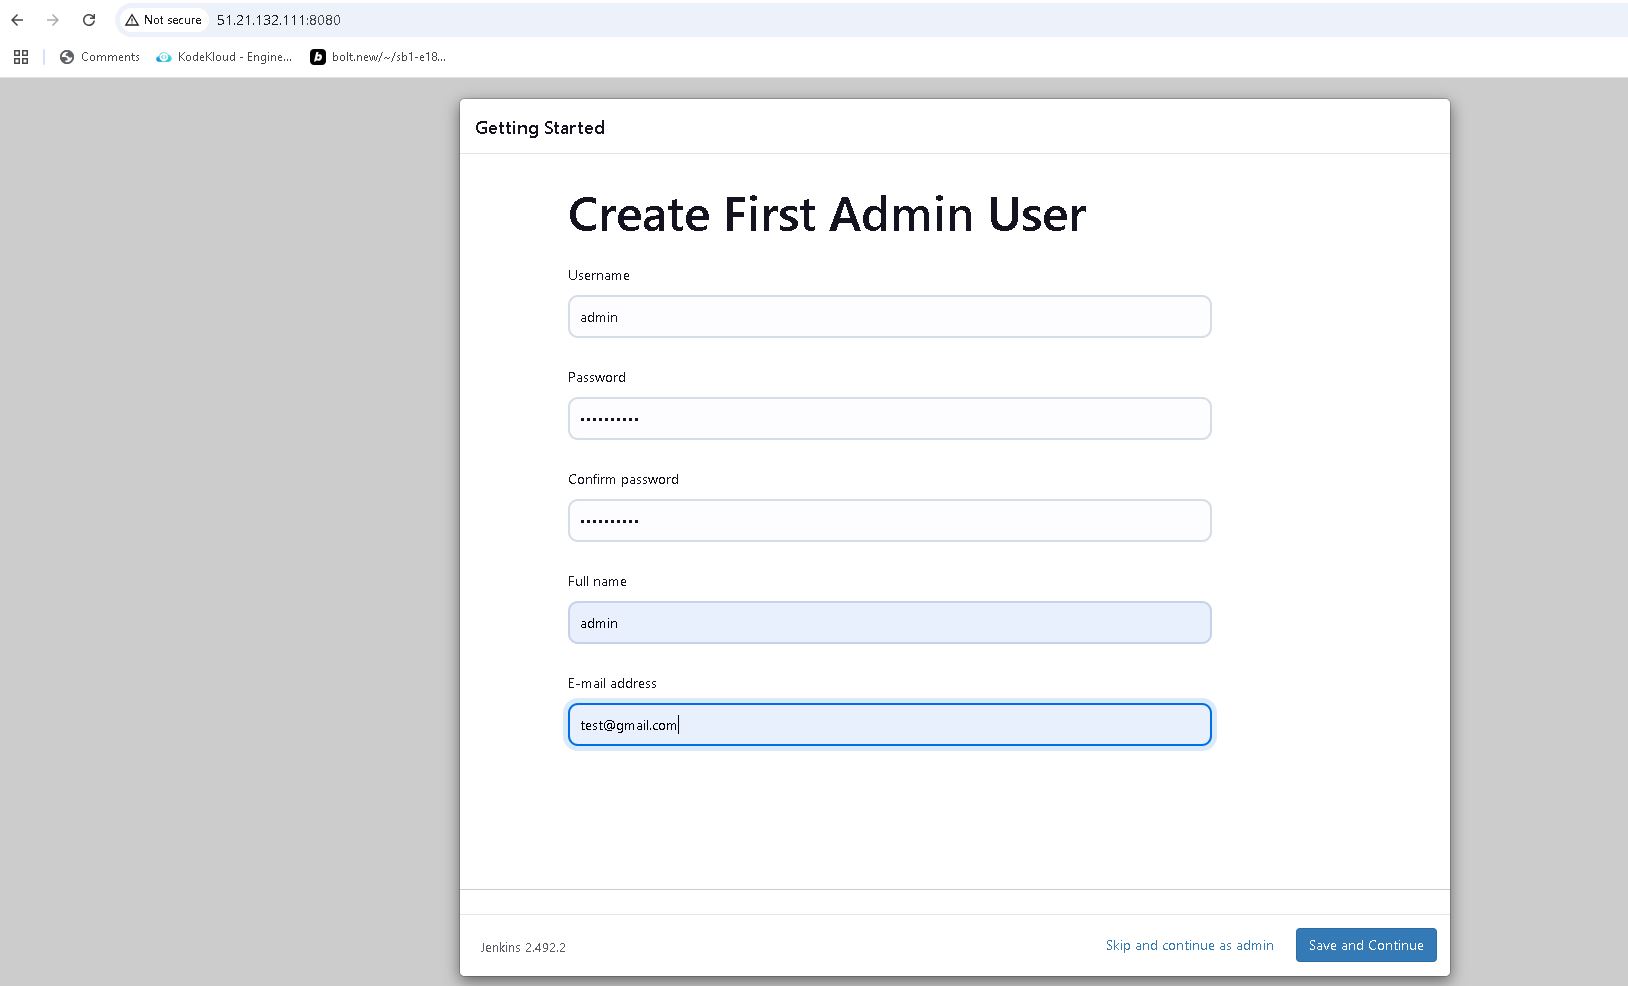 Not secure 51.21.132.111:8080
Comments KodeKloud - Engine... bolt.new/~/sb1-e18...
Getting Started
Create First Admin User
Username
admin
Password
••••••••••
Confirm password
••••••••••
Full name
admin
E-mail address
test@gmail.com
Jenkins 2.492.2 Skip and continue as admin Save and Continue